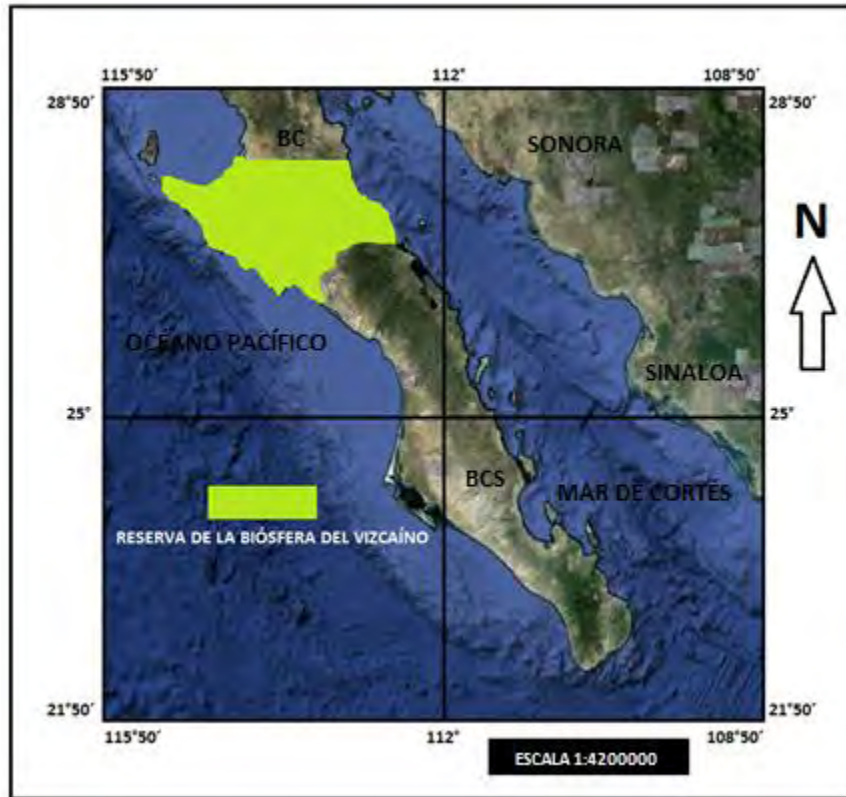 115°50´ 112° 108°50´
28°50´ 28°50´
BC
SONORA
N
OCÉANO PACÍFICO
SINALOA
25° 25°
BCS
MAR DE CORTÉS
RESERVA DE LA BIÓSFERA DEL VIZCAÍNO
21°50´ 21°50´
115°50´ 112° 108°50´
ESCALA 1:4200000